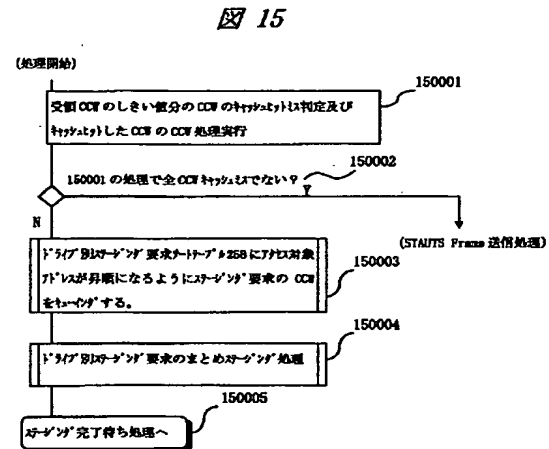 図 15
(処理開始)
150001
受領CCWのしきい値分のCCWのキャッシュヒットミス判定及び
キャッシュヒットしたCCWのCCW処理実行
150002
150001の処理で全CCWキャッシュミスでない?
Y
N
(STAUTS Frame 送信処理)
ドライブ別ステージング要求ソートテーブル258にアクセス対象
アドレスが昇順になるようにステージング要求のCCW
をキューイングする。
150003
150004
ドライブ別ステージング要求のまとめステージング処理
150005
ステージング完了待ち処理へ